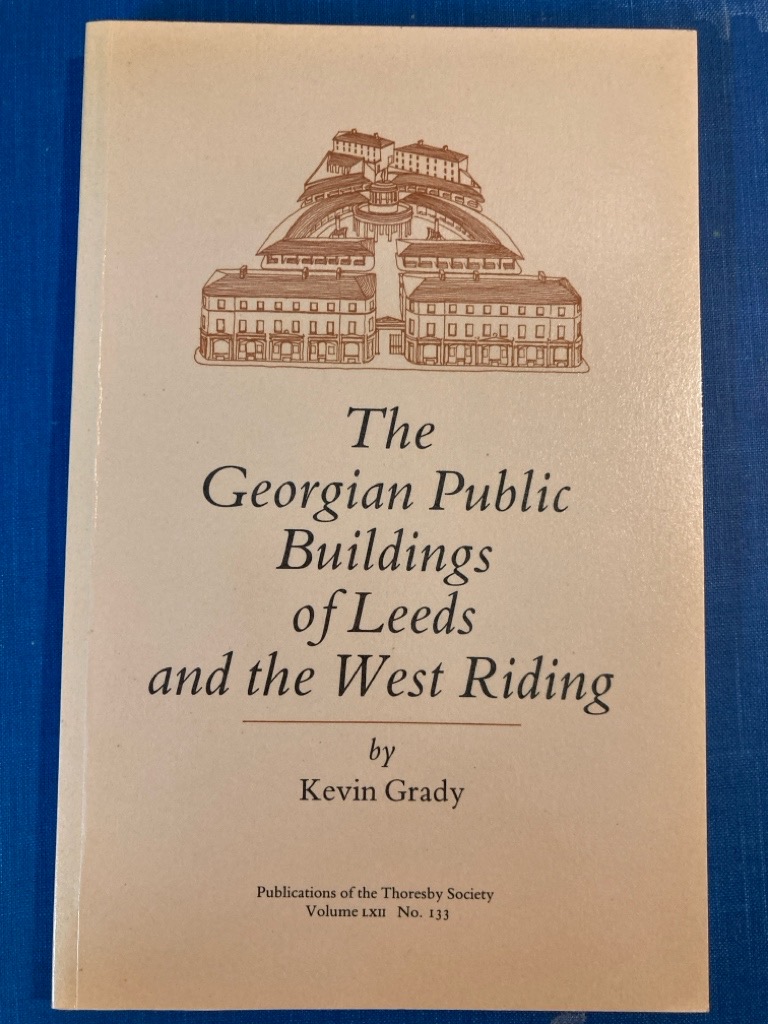 The
Georgian Public
Buildings
of Leeds
and the West Riding
by
Kevin Grady
Publications of the Thoresby Society
Volume LXII No. 133